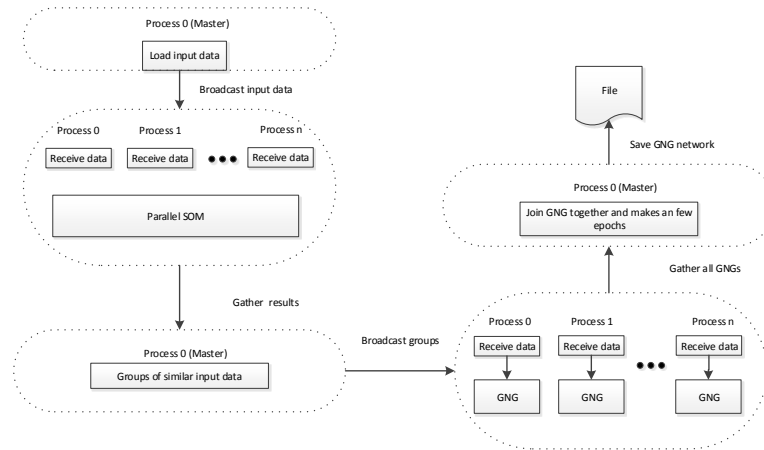 Process 0 (Master)
Load input data
Broadcast input data
Process 0
Process 1
Process n
Receive data
Receive data
Receive data
Parallel SOM
Gather results
Process 0 (Master)
Groups of similar input data
Broadcast groups
Process 0
Process 1
Process n
Receive data
Receive data
Receive data
GNG
GNG
GNG
Gather all GNGs
Process 0 (Master)
Join GNG together and makes an few
epochs
Save GNG network
File